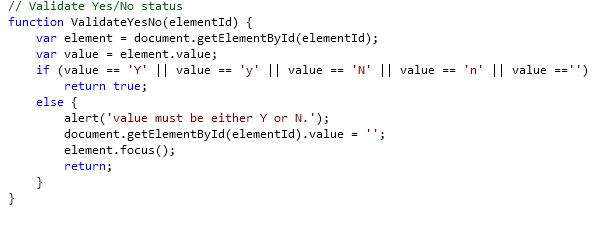 // Validate Yes/No status
function ValidateYesNo(elementId) {
    var element = document.getElementById(elementId);
    var value = element.value;
    if (value == 'Y' || value == 'y' || value == 'N' || value == 'n' || value =='')
        return true;
    else {
        alert('value must be either Y or N.');
        document.getElementById(elementId).value = '';
        element.focus();
        return;
    }
}